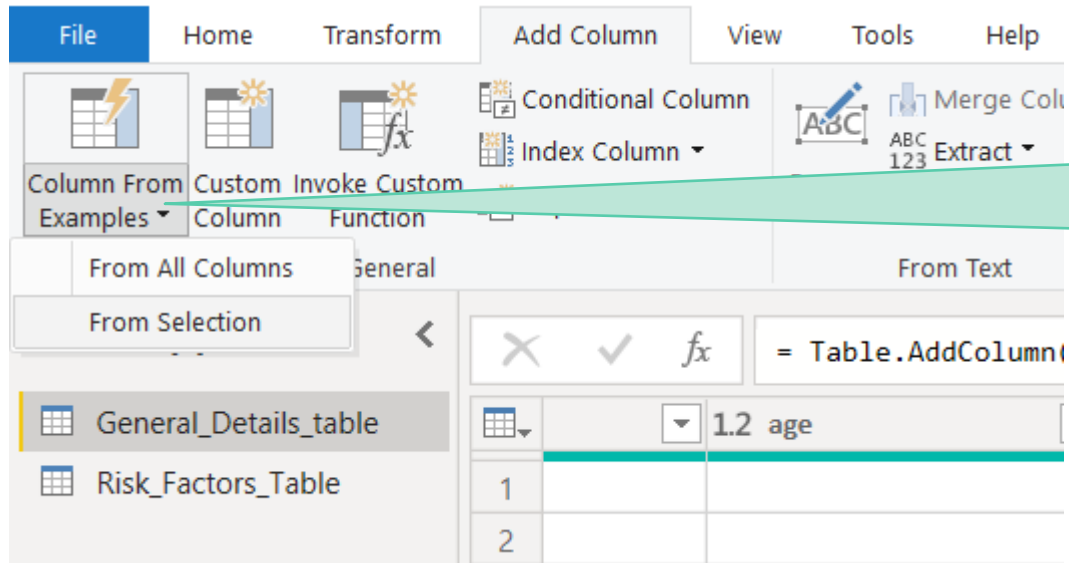 File Home Transform Add Column View Tools Help
Conditional Column
Merge Colu
ABC
Index Column
ABC
123 Extract
Column From Custom Invoke Custom
Examples Column Function
From All Columns General
From Text
From Selection
fx = Table.AddColumn(
General_Details_table
1.2 age
Risk_Factors_Table
1
2